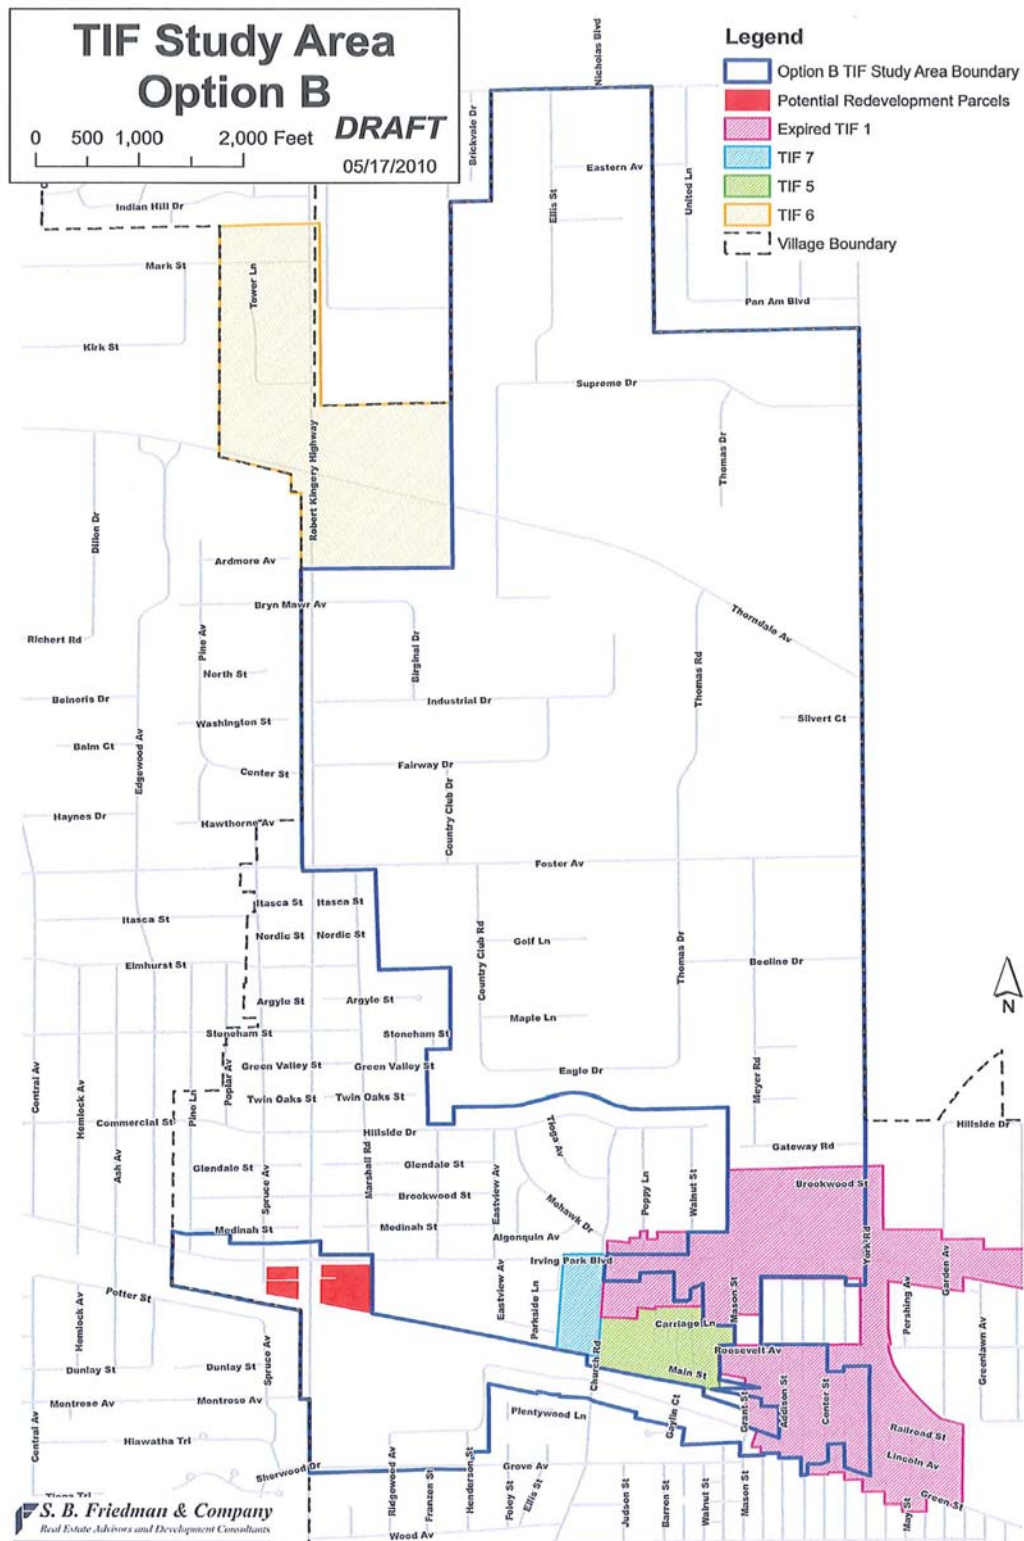 TIF Study Area
Option B
0 500 1,000 2,000 Feet
DRAFT
05/17/2010
Legend
Option B TIF Study Area Boundary
Potential Redevelopment Parcels
Expired TIF 1
TIF 7
TIF 5
TIF 6
Village Boundary
Nicholas Blvd
Brickvale Dr
Eastern Av
Ellis St
United Ln
Indian Hill Dr
Mark St
Tower Ln
Pan Am Blvd
Kirk St
Supreme Dr
Thomas Dr
Robert Kingery Highway
Dillon Dr
Ardmore Av
Bryn Mawr Av
Thorndale Av
Richert Rd
Pine Av
Birginal Dr
Thomas Rd
North St
Belnoris Dr
Industrial Dr
Silvert Ct
Washington St
Balm Ct
Edgewood Av
Center St
Fairway Dr
Country Club Dr
Haynes Dr
Hawthorne Av
Foster Av
Itasca St Itasca St
Itasca St
Nordic St Nordic St
Golf Ln
Country Club Rd
Thomas Dr
Beeline Dr
Elmhurst St
N
Argyle St Argyle St
Maple Ln
Stoneham St Stoneham St
Green Valley St Green Valley St
Eagle Dr
Meyer Rd
Central Av
Hemlock Av
Poplar Av
Pine Ln
Twin Oaks St Twin Oaks St
Commercial St
Hillside Dr
Tioga Av
Hillside Dr
Gateway Rd
Ash Av
Glendale St
Spruce Av
Marshall Rd
Glendale St
Eastview Av
Poppy Ln
Walnut St
Brookwood St
Brookwood St
Mohawk Dr
Medinah St Medinah St
Algonquin Av
York Rd
Irving Park Blvd
Garden Av
Potter St
Hemlock Av
Eastview Av
Parkside Ln
Mason St
Pershing Av
Carriage Ln
Greenlawn Av
Roosevelt Av
Church Rd
Main St
Dunlay St Dunlay St
Spruce Av
Montrose Av Montrose Av
Addison St
Center St
Grant St
Gaylin Ct
Plentywood Ln
Central Av
Hiawatha Trl
Railroad St
Lincoln Av
Sherwood Dr
Ridgewood Av
Franzen St
Henderson St
Grove Av
Foley St
Ellis St
Judson St
Barron St
Walnut St
Mason St
May St
Green St
Tioga Trl
Wood Av
S. B. Friedman & Company
Real Estate Advisors and Development Consultants